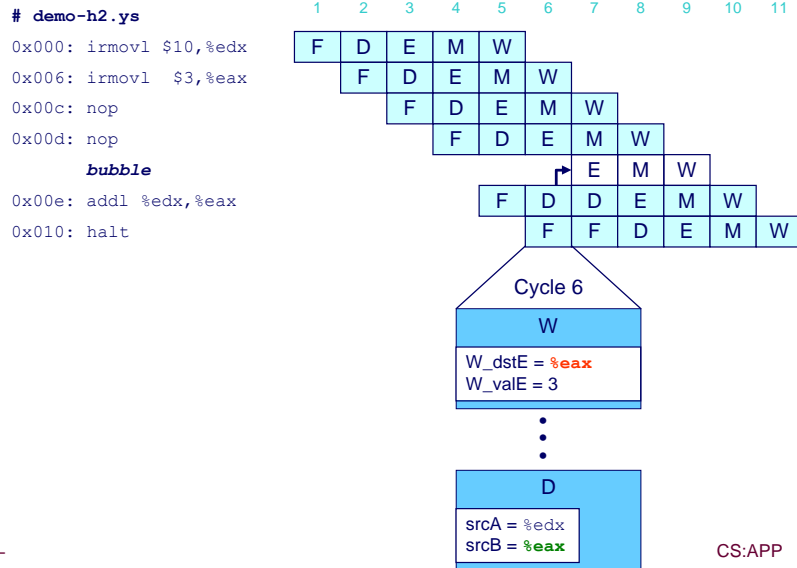 # demo-h2.ys 1 2 3 4 5 6 7 8 9 10 11
0x000: irmovl $10,%edx F D E M W
0x006: irmovl $3,%eax F D E M W
0x00c: nop F D E M W
0x00d: nop F D E M W
bubble E M W
0x00e: addl %edx,%eax F D D E M W
0x010: halt F F D E M W
Cycle 6
W
W_dstE = %eax
W_valE = 3
D
srcA = %edx
srcB = %eax
CS:APP